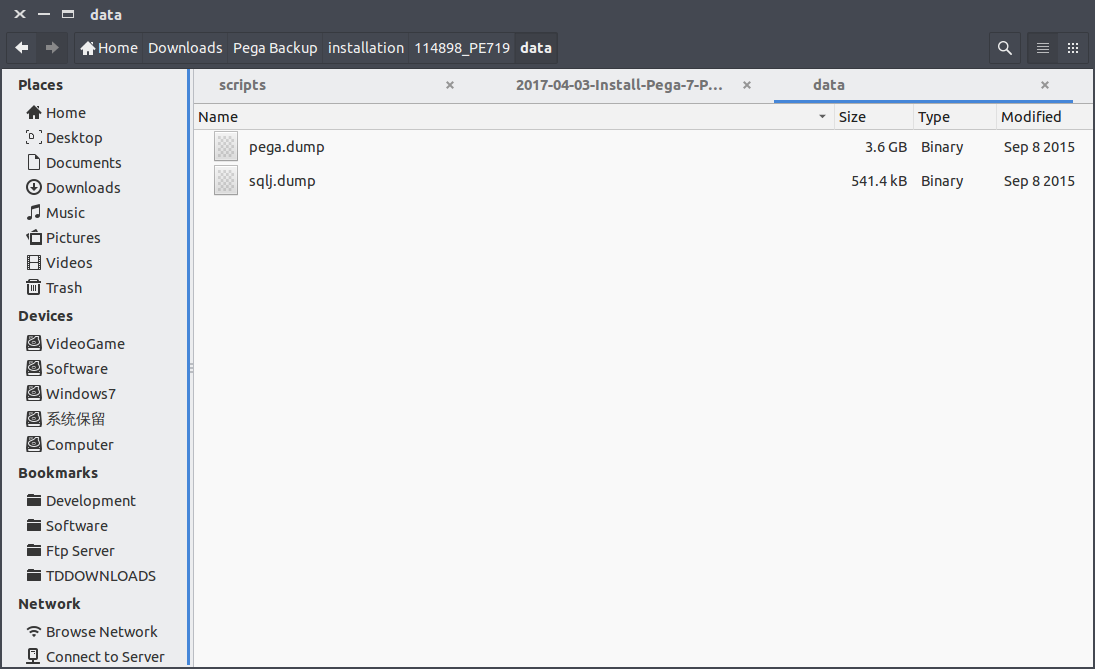 data
Home Downloads Pega Backup installation 114898_PE719 data
Places
Home
Desktop
Documents
Downloads
Music
Pictures
Videos
Trash
Devices
VideoGame
Software
Windows7
系统保留
Computer
Bookmarks
Development
Software
Ftp Server
TDDOWNLOADS
Network
Browse Network
Connect to Server
scripts 2017-04-03-Install-Pega-7-P... data
Name Size Type Modified
pega.dump 3.6 GB Binary Sep 8 2015
sqlj.dump 541.4 kB Binary Sep 8 2015